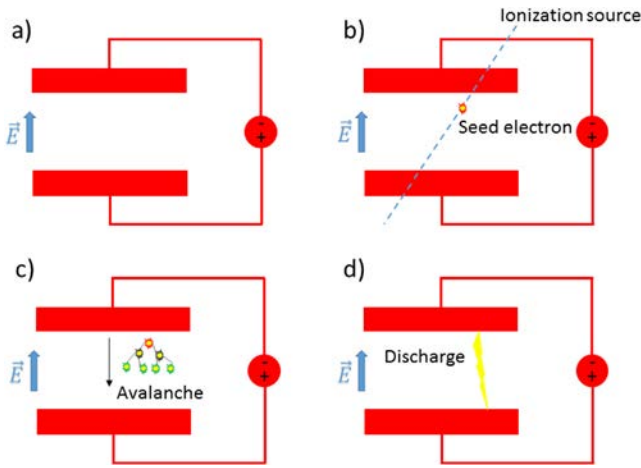 a)
E
-
+
b)
Ionization source
Seed electron
E
-
+
c)
Avalanche
E
-
+
d)
Discharge
E
-
+